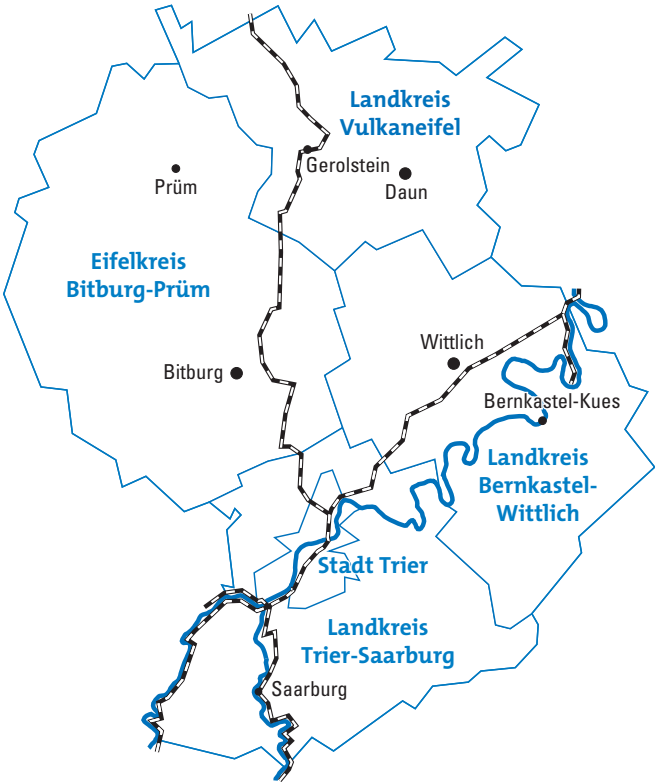 Landkreis
Vulkaneifel
Gerolstein
Prüm
Daun
Eifelkreis
Bitburg-Prüm
Wittlich
Bitburg
Bernkastel-Kues
Landkreis
Bernkastel-
Wittlich
Stadt Trier
Landkreis
Trier-Saarburg
Saarburg